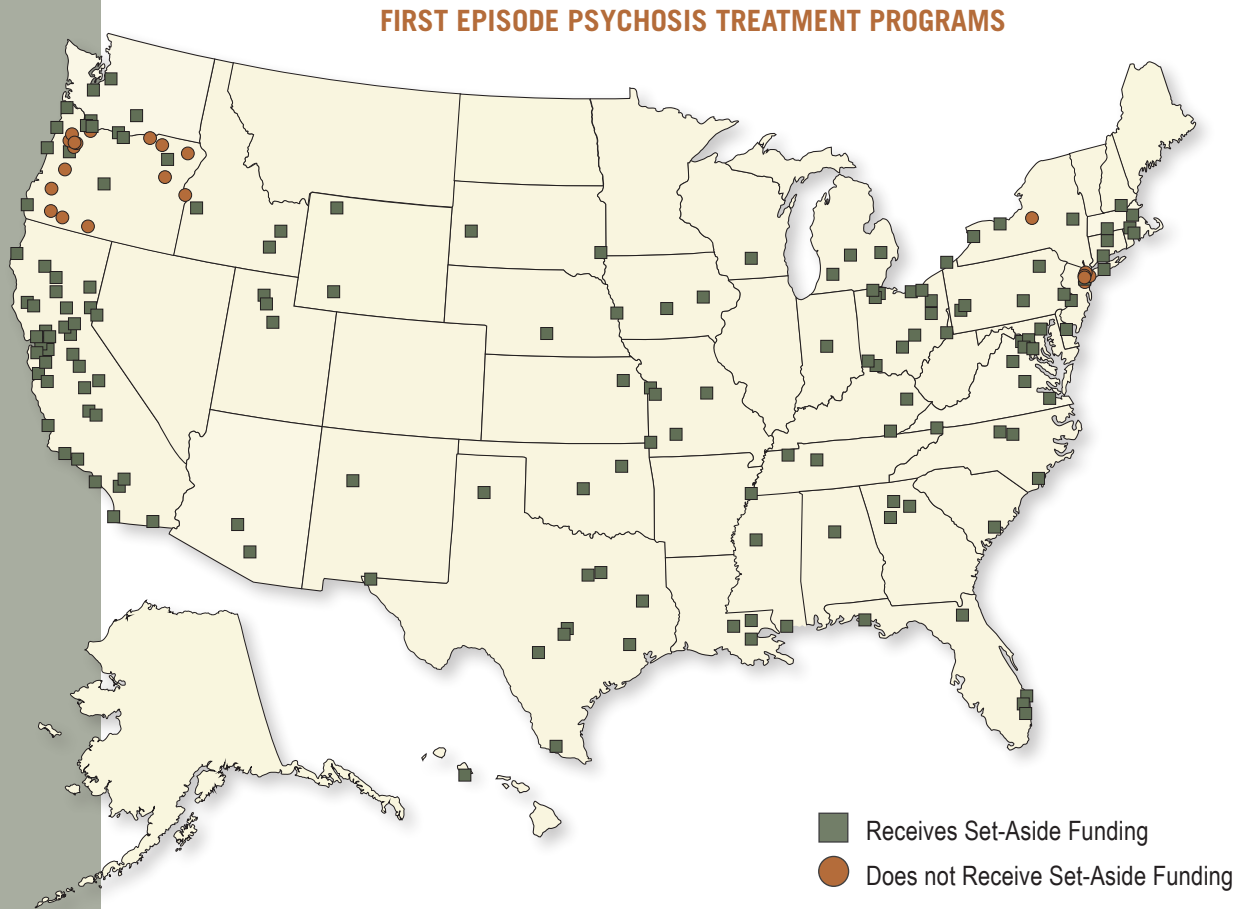 FIRST EPISODE PSYCHOSIS TREATMENT PROGRAMS
Receives Set-Aside Funding
Does not Receive Set-Aside Funding